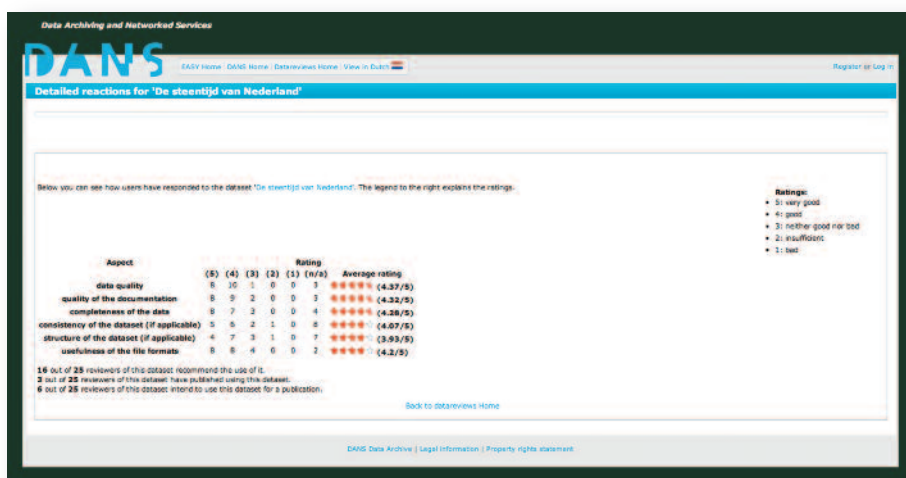 Data Archiving and Networked Services
DANS
EASY Home | DANS Home | Datareviews Home | View in Dutch
Register or Log in
Detailed reactions for 'De steentijd van Nederland'
Below you can see how users have responded to the dataset 'De steentijd van Nederland'. The legend to the right explains the ratings.
Ratings:
• 5: very good
• 4: good
• 3: neither good nor bad
• 2: insufficient
• 1: bad
Aspect Rating
(5) (4) (3) (2) (1) (n/a) Average rating
data quality 8 10 1 0 0 3 (4.37/5)
quality of the documentation 8 9 2 0 0 3 (4.32/5)
completeness of the data 8 7 3 0 0 4 (4.28/5)
consistency of the dataset (if applicable) 5 6 2 1 0 8 (4.07/5)
structure of the dataset (if applicable) 4 7 3 1 0 7 (3.93/5)
usefulness of the file formats 8 8 4 0 0 2 (4.2/5)
16 out of 25 reviewers of this dataset recommend the use of it.
3 out of 25 reviewers of this dataset have published using this dataset.
6 out of 25 reviewers of this dataset intend to use this dataset for a publication.
Back to datareviews Home
DANS Data Archive | Legal information | Property rights statement